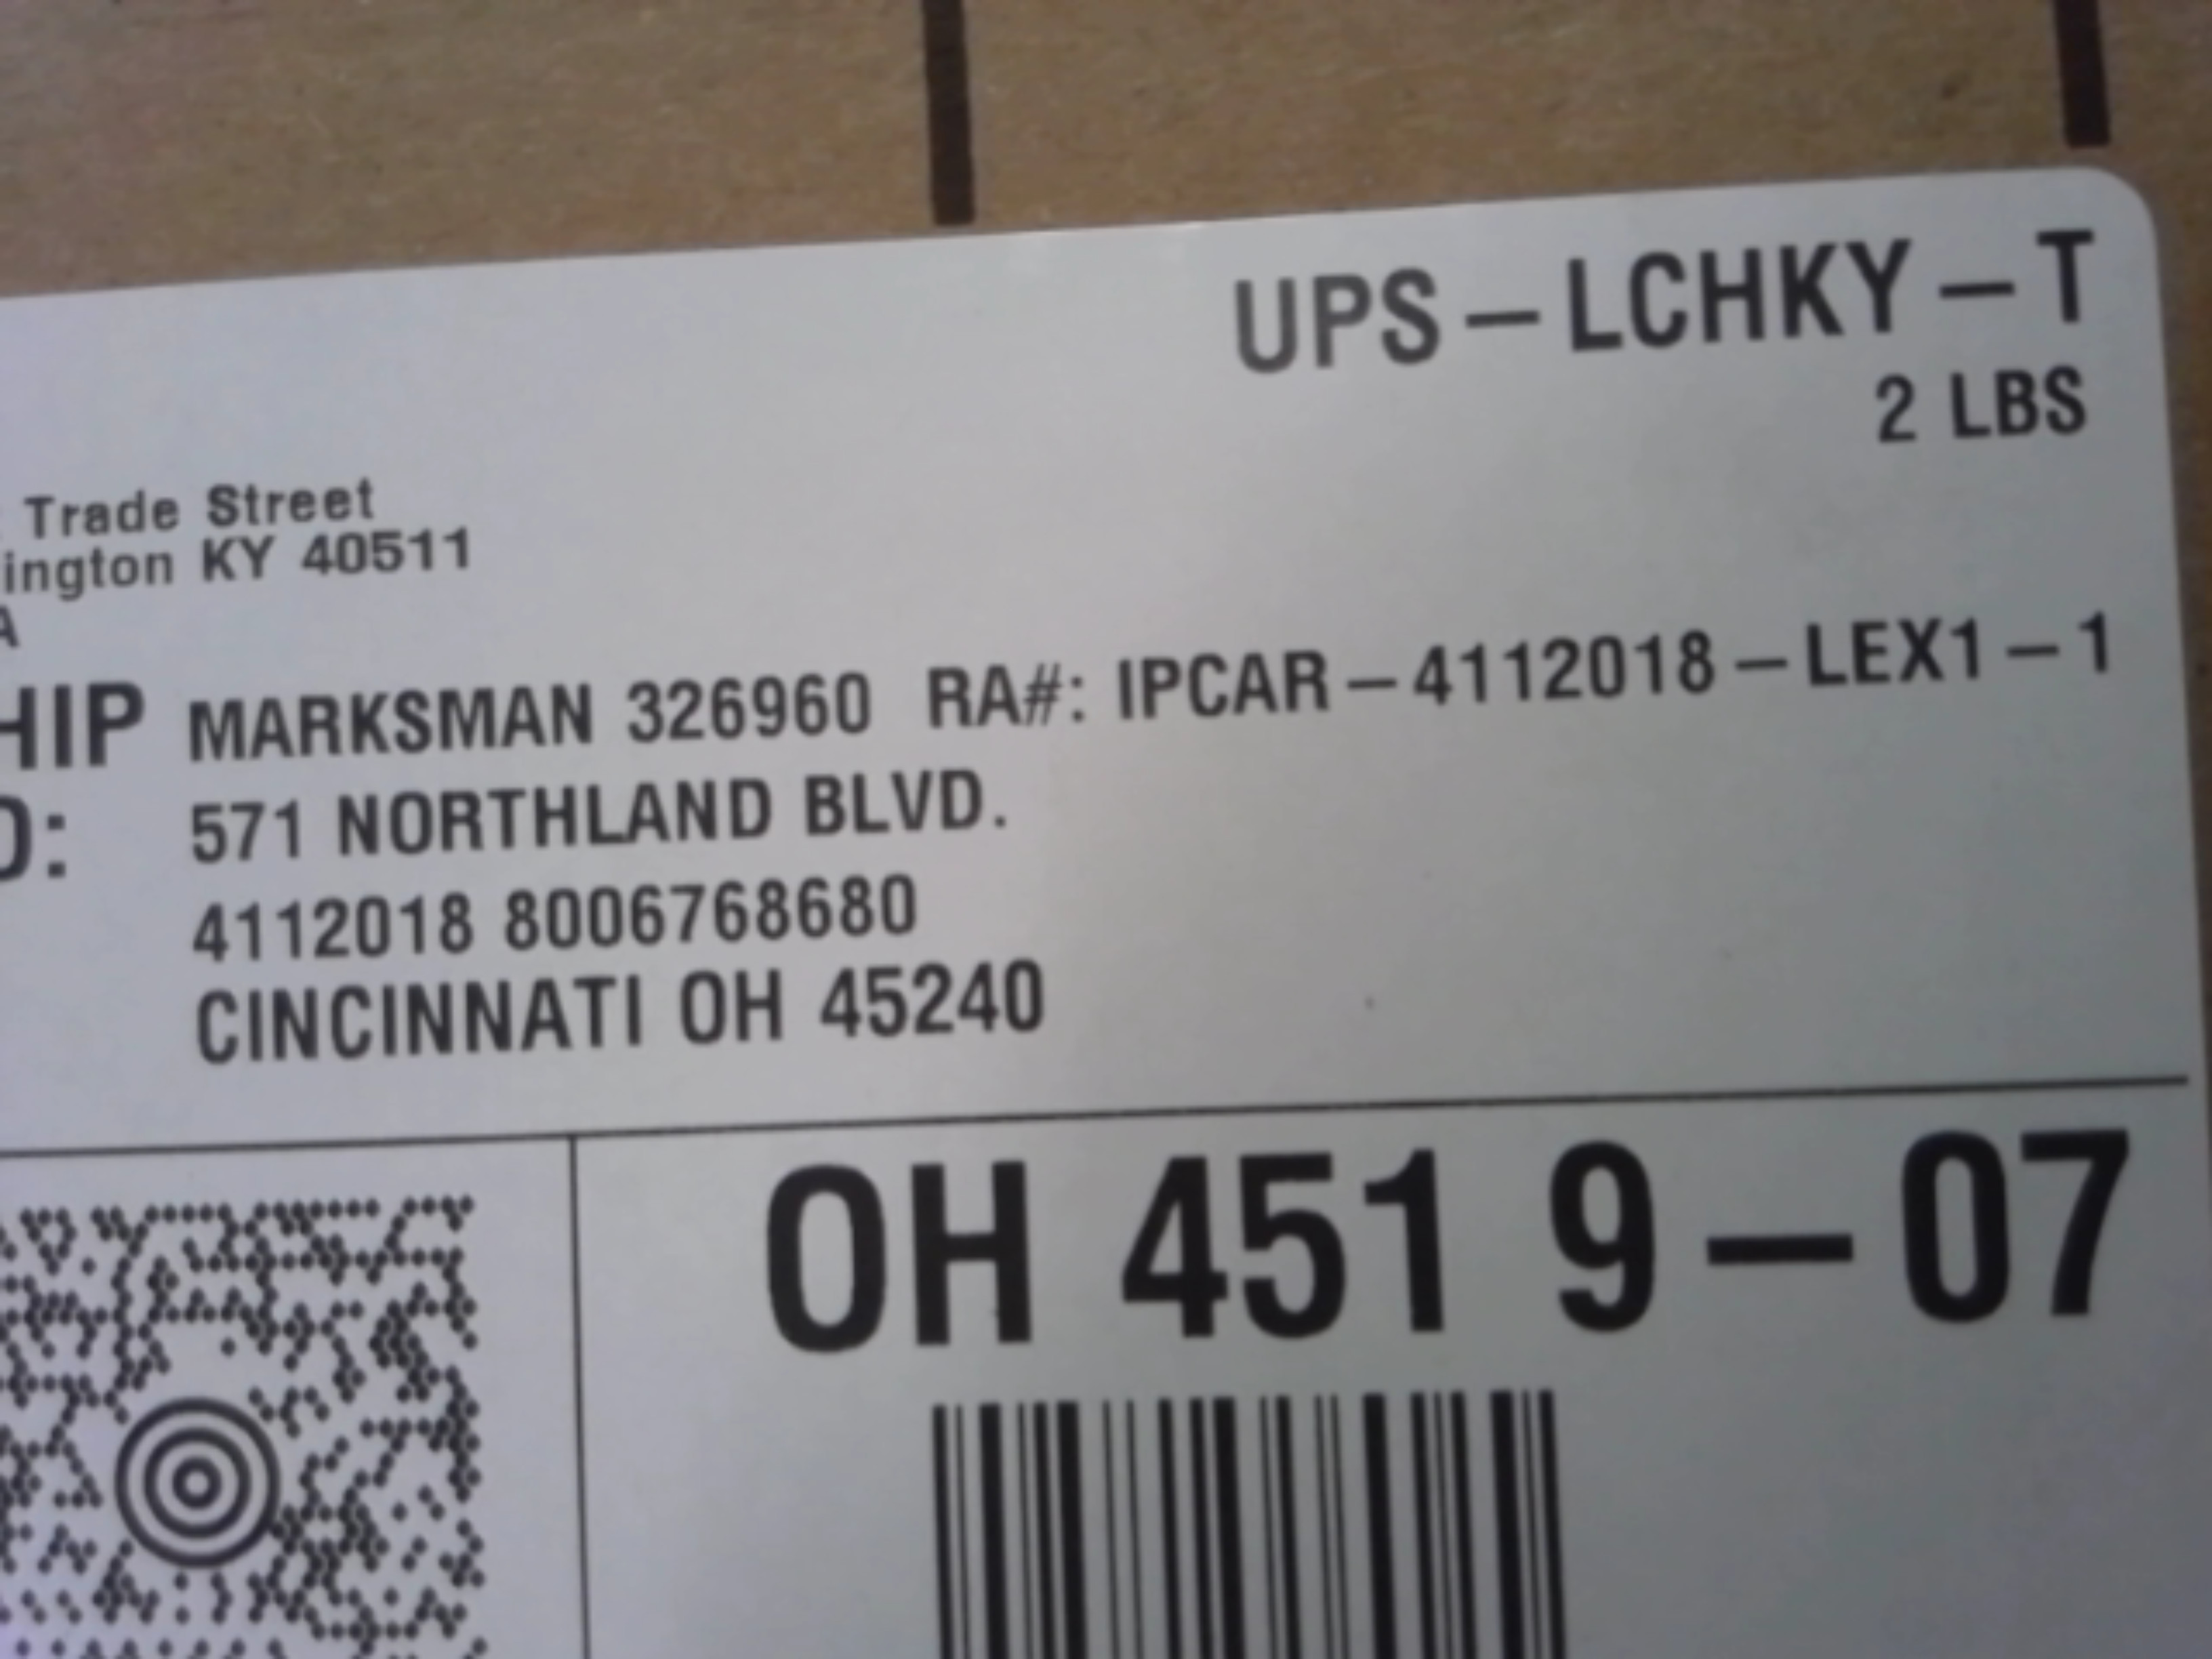 UPS – LCHKY – T
2 LBS
Trade Street
ington KY 40511
A
HIP MARKSMAN 326960 RA#: IPCAR – 4112018 – LEX1 – 1
O: 571 NORTHLAND BLVD.
4112018 8006768680
CINCINNATI OH 45240
OH 451 9 – 07